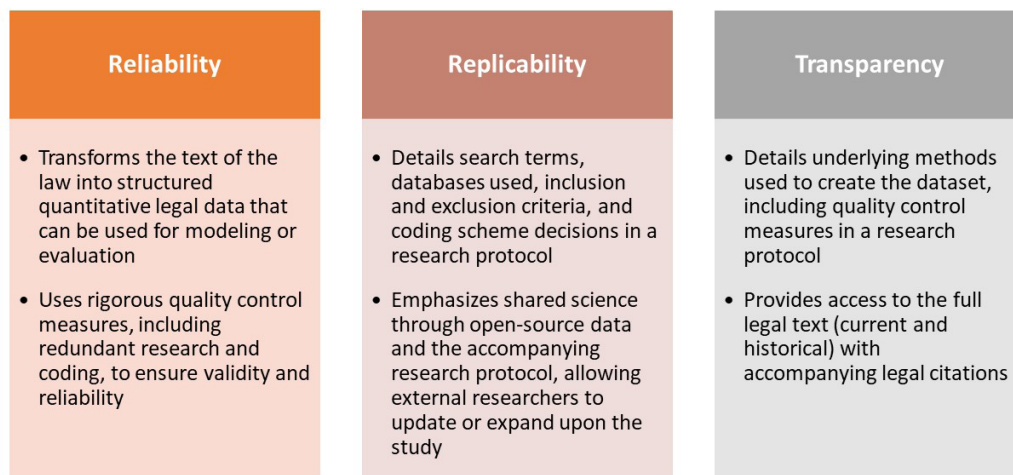 Reliability
• Transforms the text of the
law into structured
quantitative legal data that
can be used for modeling or
evaluation
• Uses rigorous quality control
measures, including
redundant research and
coding, to ensure validity and
reliability
Replicability
• Details search terms,
databases used, inclusion
and exclusion criteria, and
coding scheme decisions in a
research protocol
• Emphasizes shared science
through open-source data
and the accompanying
research protocol, allowing
external researchers to
update or expand upon the
study
Transparency
• Details underlying methods
used to create the dataset,
including quality control
measures in a research
protocol
• Provides access to the full
legal text (current and
historical) with
accompanying legal citations